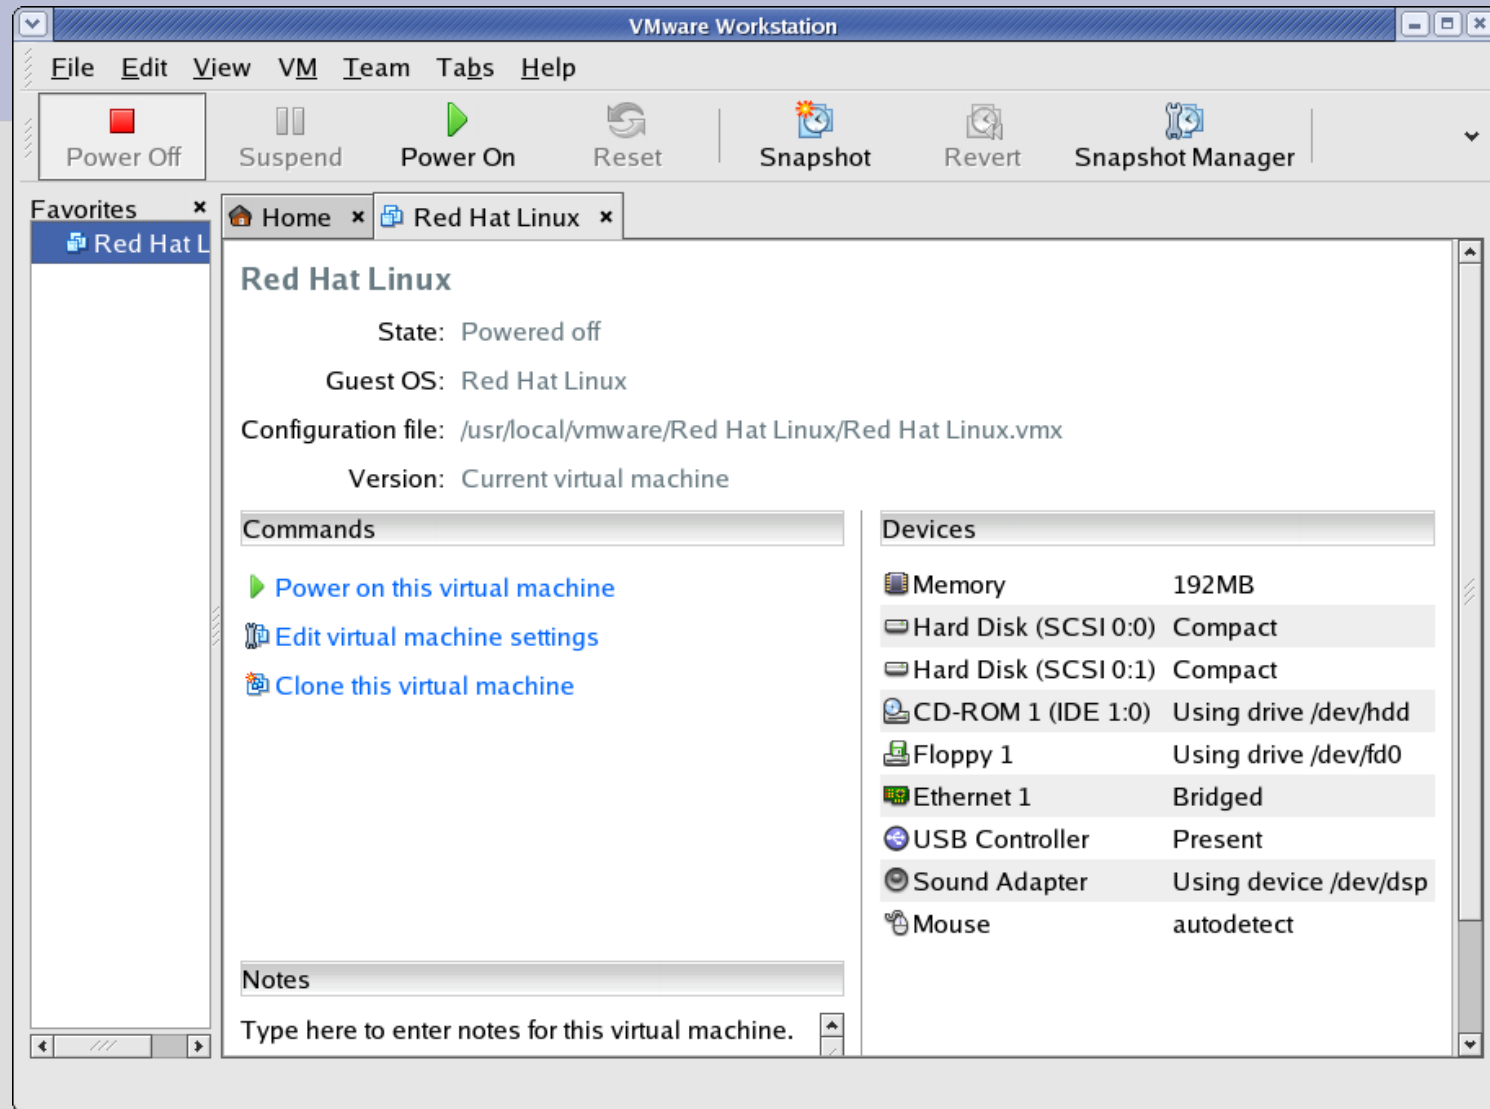 VMware Workstation
File Edit View VM Team Tabs Help
Power Off Suspend Power On Reset Snapshot Revert Snapshot Manager
Favorites
Red Hat L
Home Red Hat Linux
Red Hat Linux
State: Powered off
Guest OS: Red Hat Linux
Configuration file: /usr/local/vmware/Red Hat Linux/Red Hat Linux.vmx
Version: Current virtual machine
Commands
Power on this virtual machine
Edit virtual machine settings
Clone this virtual machine
Notes
Type here to enter notes for this virtual machine.
Devices
Memory 192MB
Hard Disk (SCSI 0:0) Compact
Hard Disk (SCSI 0:1) Compact
CD-ROM 1 (IDE 1:0) Using drive /dev/hdd
Floppy 1 Using drive /dev/fd0
Ethernet 1 Bridged
USB Controller Present
Sound Adapter Using device /dev/dsp
Mouse autodetect